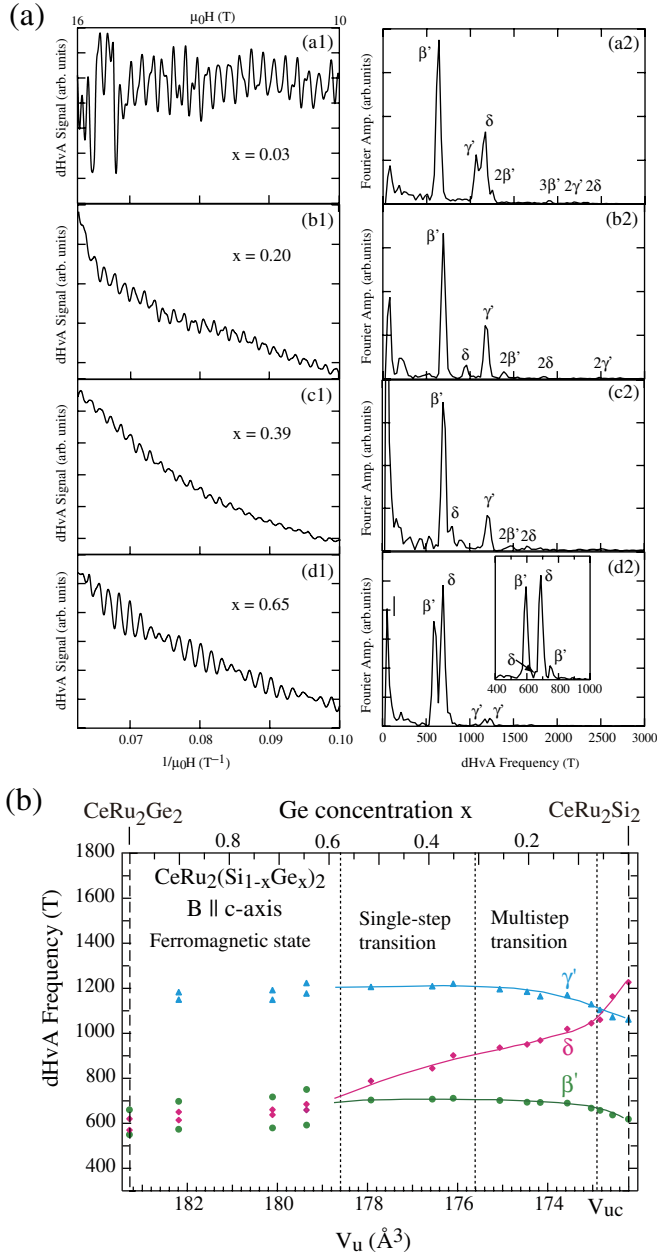 (a)
μ₀H (T)
16
10
dHvA Signal (arb. units)
(a1)
x = 0.03
Fourier Amp. (arb.units)
(a2)
β'
γ'
δ
2β'
3β'
2γ'
2δ
dHvA Signal (arb. units)
(b1)
x = 0.20
Fourier Amp. (arb.units)
(b2)
β'
δ
γ'
2β'
2δ
2γ'
dHvA Signal (arb. units)
(c1)
x = 0.39
Fourier Amp. (arb.units)
(c2)
β'
δ
γ'
2β'
2δ
dHvA Signal (arb. units)
(d1)
x = 0.65
0.07
0.08
0.09
0.10
1/μ₀H (T⁻¹)
Fourier Amp. (arb.units)
(d2)
β'
δ
γ'
γ'
β'
δ
δ
β'
400
600
800
1000
0
500
1000
1500
2000
2500
3000
dHvA Frequency (T)
(b)
CeRu₂Ge₂
Ge concentration x
CeRu₂Si₂
0.8
0.6
0.4
0.2
dHvA Frequency (T)
1800
1600
1400
1200
1000
800
600
400
CeRu₂(Si₁₋ₓGeₓ)₂
B || c-axis
Ferromagnetic state
Single-step
transition
Multistep
transition
γ'
δ
β'
182
180
178
176
174
V_uc
V_u (Å³)